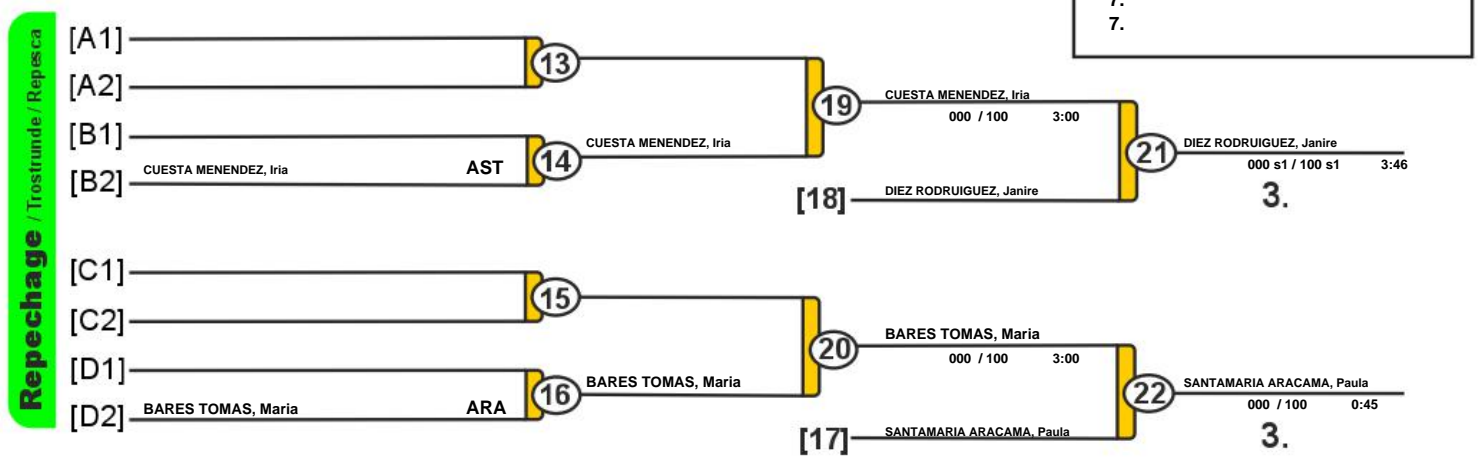 7.
7.
Repechage / Trostrunde / Repesca
[A1]
[A2]
13
[B1]
[B2] CUESTA MENENDEZ, Iria AST
14
CUESTA MENENDEZ, Iria
19
CUESTA MENENDEZ, Iria
000 / 100 3:00
[18] DIEZ RODRUIGUEZ, Janire
21
DIEZ RODRUIGUEZ, Janire
000 s1 / 100 s1 3:46
3.
[C1]
[C2]
15
[D1]
[D2] BARES TOMAS, Maria ARA
16
BARES TOMAS, Maria
20
BARES TOMAS, Maria
000 / 100 3:00
[17] SANTAMARIA ARACAMA, Paula
22
SANTAMARIA ARACAMA, Paula
000 / 100 0:45
3.